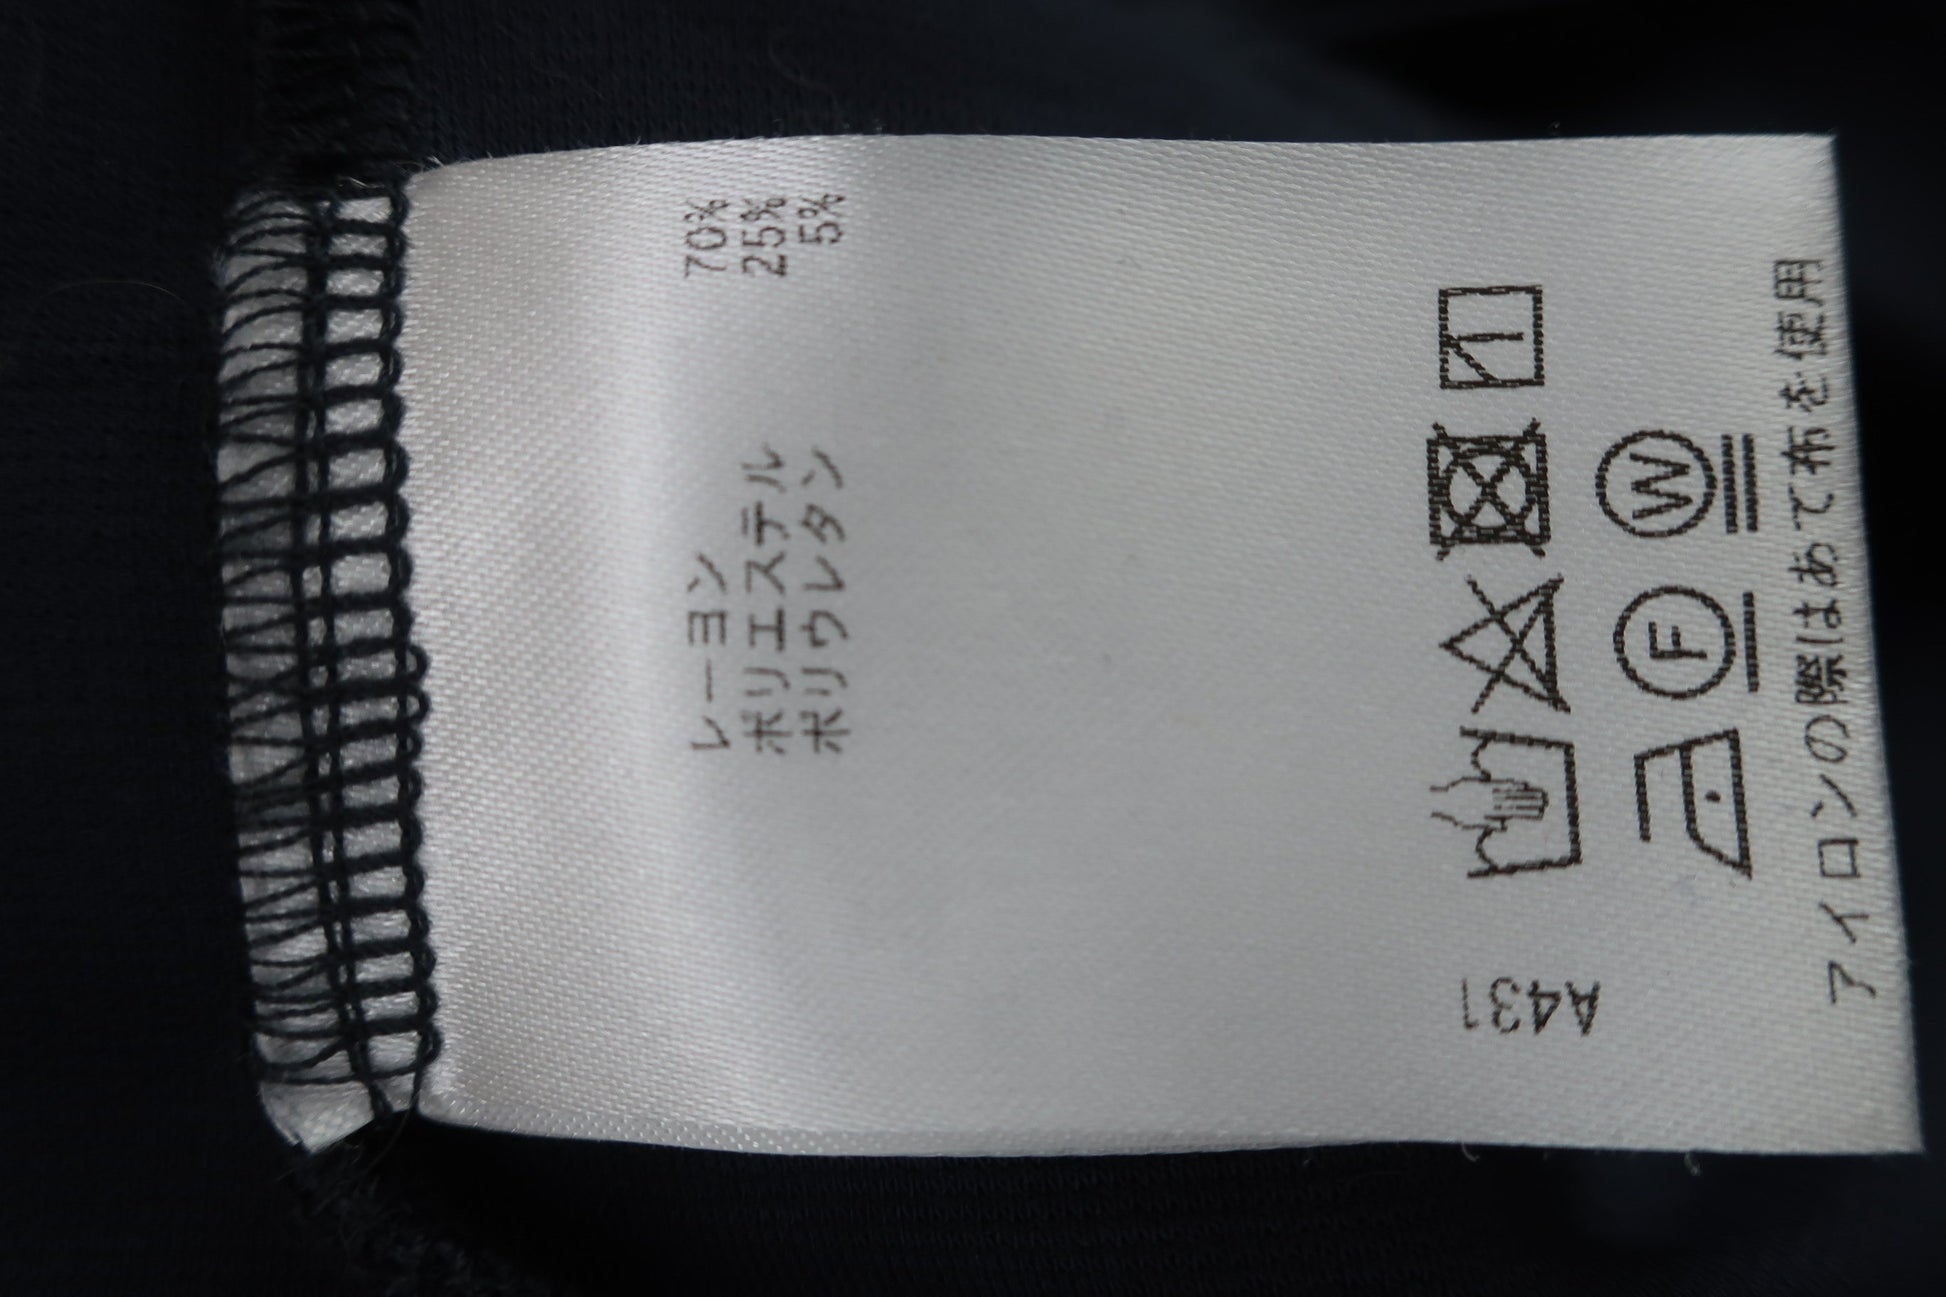 レーヨン 70%
ポリエステル 25%
ポリウレタン 5%
A431
F W
アイロンの際はあて布を使用